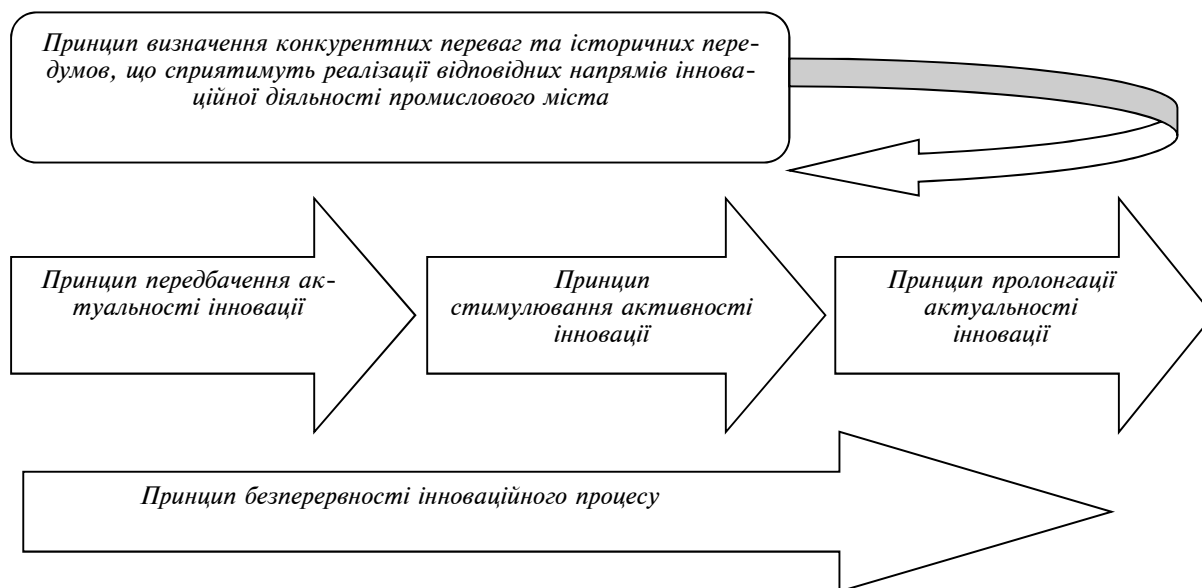 Принцип визначення конкурентних переваг та історичних пере-
думов, що сприятимуть реалізації відповідних напрямів іннова-
ційної діяльності промислового міста
Принцип передбачення ак-
туальності інновації
Принцип
стимулювання активності
інновації
Принцип пролонгації
актуальності
інновації
Принцип безперервності інноваційного процесу